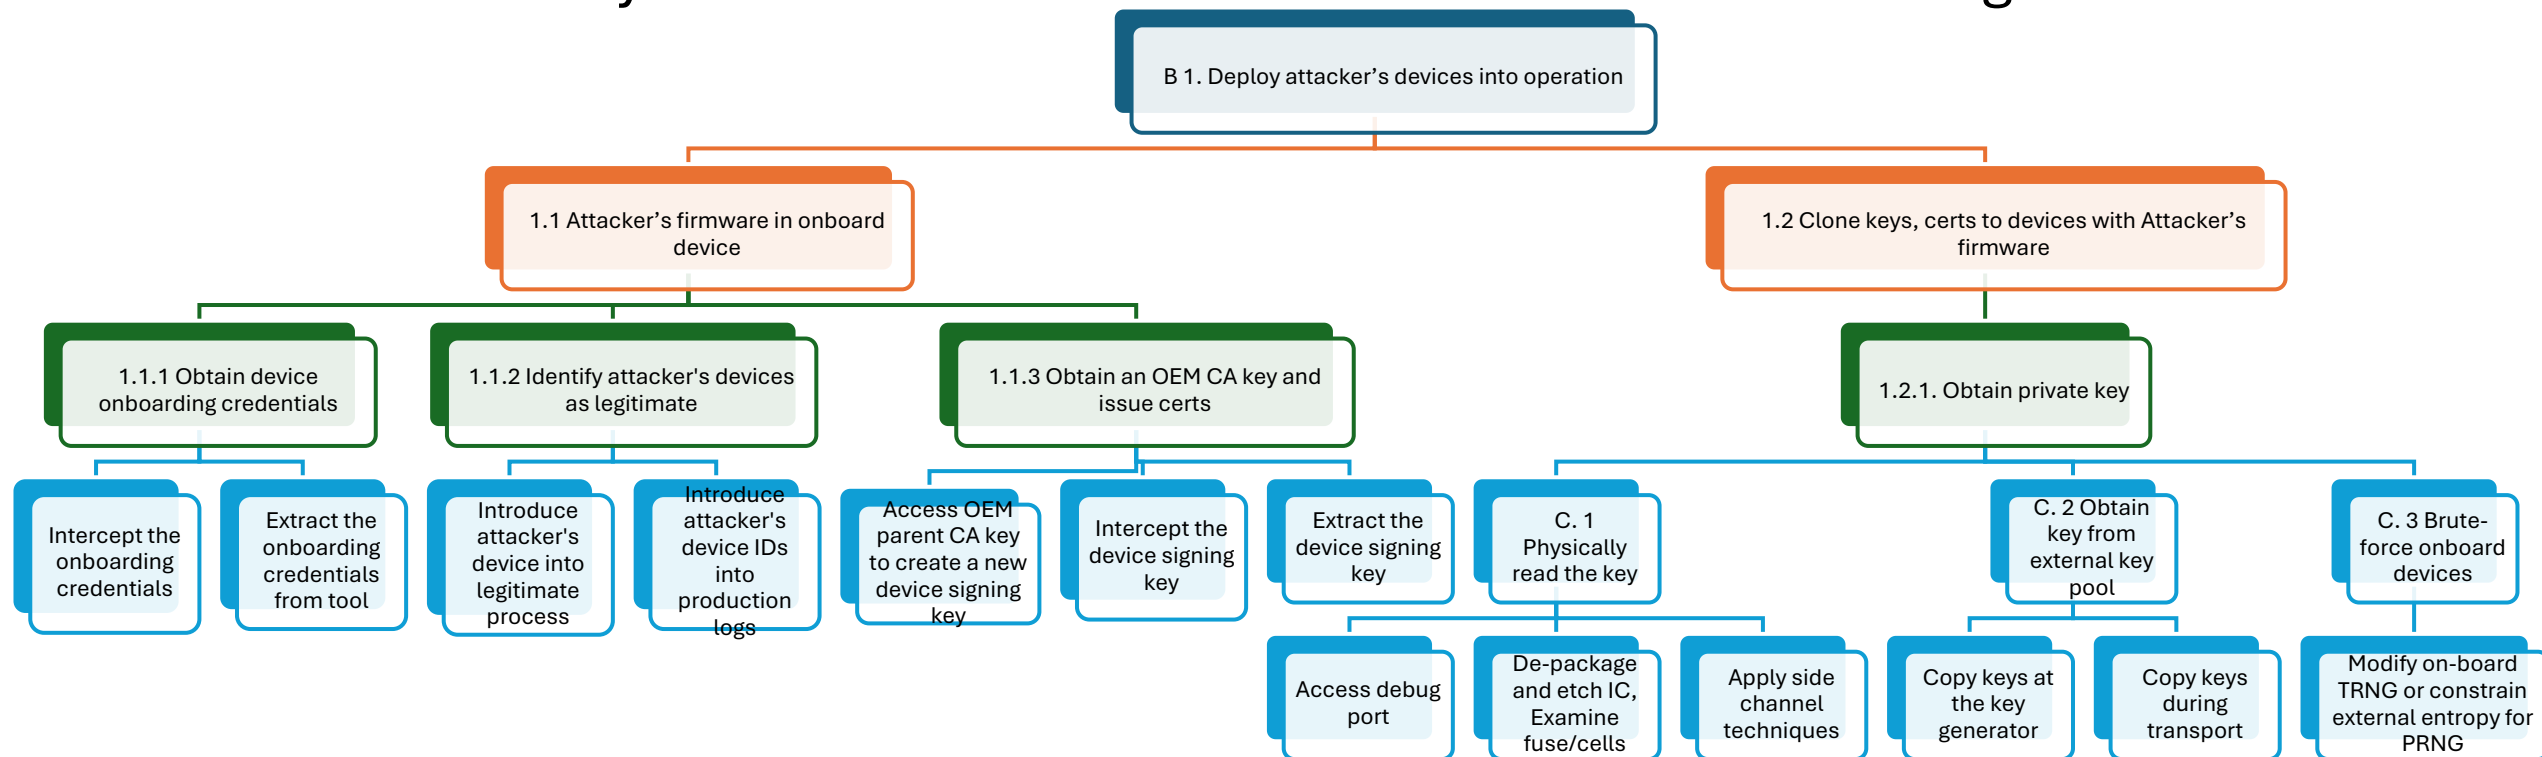 B 1. Deploy attacker’s devices into operation
1.1 Attacker’s firmware in onboard
device
1.2 Clone keys, certs to devices with Attacker’s
firmware
1.1.1 Obtain device
onboarding credentials
1.1.2 Identify attacker's devices
as legitimate
1.1.3 Obtain an OEM CA key and
issue certs
1.2.1. Obtain private key
Intercept the
onboarding
credentials
Extract the
onboarding
credentials
from tool
Introduce
attacker's
device into
legitimate
process
Introduce
attacker's
device IDs
into
production
logs
Access OEM
parent CA key
to create a new
device signing
key
Intercept the
device signing
key
Extract the
device signing
key
C. 1
Physically
read the key
C. 2 Obtain
key from
external key
pool
C. 3 Brute-
force onboard
devices
Access debug
port
De-package
and etch IC,
Examine
fuse/cells
Apply side
channel
techniques
Copy keys at
the key
generator
Copy keys
during
transport
Modify on-board
TRNG or constrain
external entropy for
PRNG